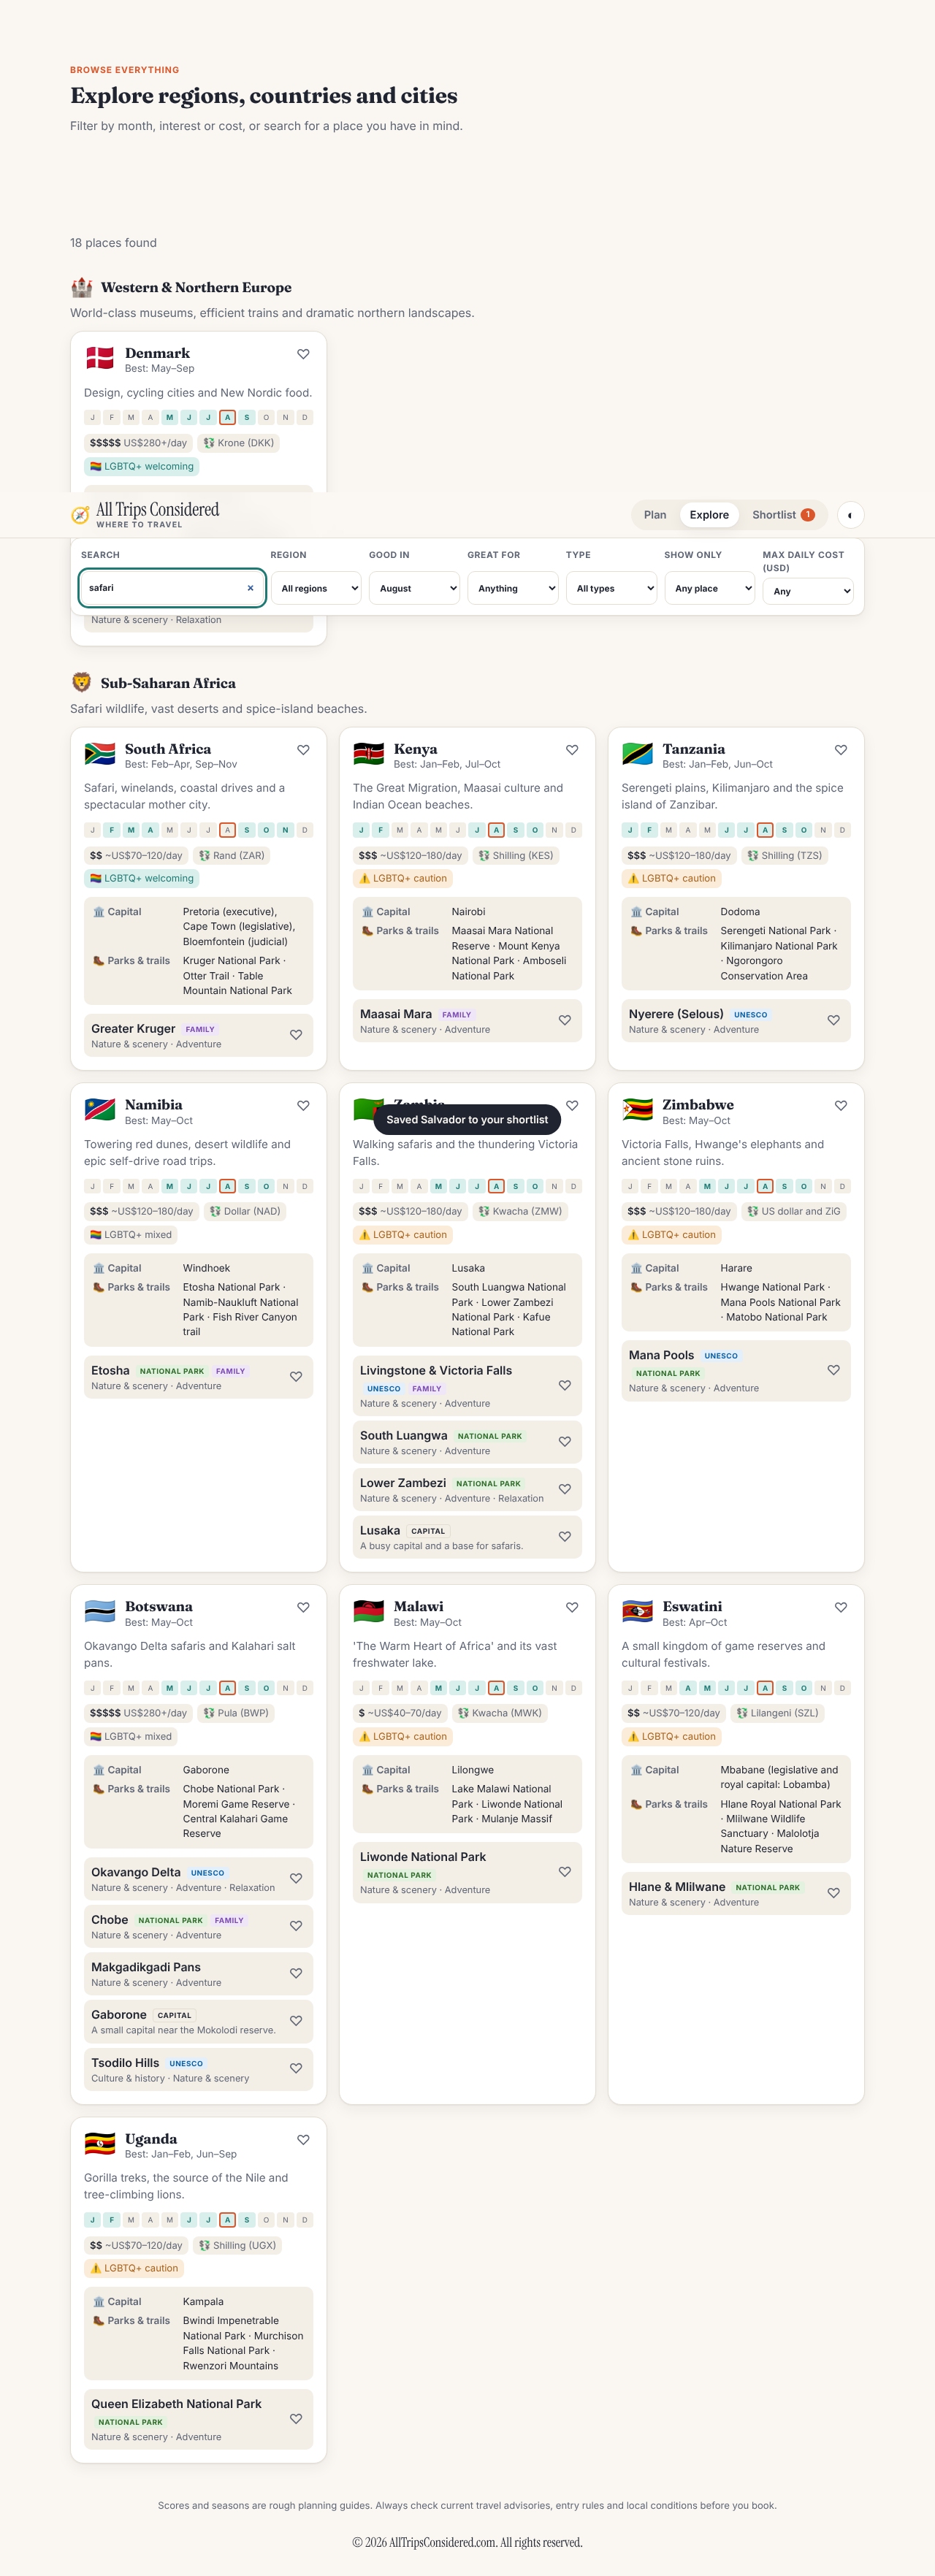 BROWSE EVERYTHING
Explore regions, countries and cities
Filter by month, interest or cost, or search for a place you have in mind.
18 places found
🏰 Western & Northern Europe
World-class museums, efficient trains and dramatic northern landscapes.
Denmark
Best: May–Sep
Design, cycling cities and New Nordic food.
J F M A M J J A S O N D
$$$$$ US$280+/day 💱 Krone (DKK)
🏳️‍🌈 LGBTQ+ welcoming
All Trips Considered
WHERE TO TRAVEL
Plan Explore Shortlist 1
SEARCH REGION GOOD IN GREAT FOR TYPE SHOW ONLY MAX DAILY COST (USD)
safari × All regions August Anything All types Any place Any
Nature & scenery · Relaxation
🦁 Sub-Saharan Africa
Safari wildlife, vast deserts and spice-island beaches.
South Africa
Best: Feb–Apr, Sep–Nov
Safari, winelands, coastal drives and a
spectacular mother city.
J F M A M J J A S O N D
$$ ~US$70–120/day 💱 Rand (ZAR)
🏳️‍🌈 LGBTQ+ welcoming
🏛️ Capital Pretoria (executive),
Cape Town (legislative),
Bloemfontein (judicial)
🥾 Parks & trails Kruger National Park ·
Otter Trail · Table
Mountain National Park
Greater Kruger FAMILY
Nature & scenery · Adventure
Kenya
Best: Jan–Feb, Jul–Oct
The Great Migration, Maasai culture and
Indian Ocean beaches.
J F M A M J J A S O N D
$$$ ~US$120–180/day 💱 Shilling (KES)
⚠️ LGBTQ+ caution
🏛️ Capital Nairobi
🥾 Parks & trails Maasai Mara National
Reserve · Mount Kenya
National Park · Amboseli
National Park
Maasai Mara FAMILY
Nature & scenery · Adventure
Tanzania
Best: Jan–Feb, Jun–Oct
Serengeti plains, Kilimanjaro and the spice
island of Zanzibar.
J F M A M J J A S O N D
$$$ ~US$120–180/day 💱 Shilling (TZS)
⚠️ LGBTQ+ caution
🏛️ Capital Dodoma
🥾 Parks & trails Serengeti National Park ·
Kilimanjaro National Park
· Ngorongoro
Conservation Area
Nyerere (Selous) UNESCO
Nature & scenery · Adventure
Namibia
Best: May–Oct
Towering red dunes, desert wildlife and
epic self-drive road trips.
J F M A M J J A S O N D
$$$ ~US$120–180/day 💱 Dollar (NAD)
🏳️‍🌈 LGBTQ+ mixed
🏛️ Capital Windhoek
🥾 Parks & trails Etosha National Park ·
Namib-Naukluft National
Park · Fish River Canyon
trail
Etosha NATIONAL PARK FAMILY
Nature & scenery · Adventure
Zambia
Saved Salvador to your shortlist
Walking safaris and the thundering Victoria
Falls.
J F M A M J J A S O N D
$$$ ~US$120–180/day 💱 Kwacha (ZMW)
⚠️ LGBTQ+ caution
🏛️ Capital Lusaka
🥾 Parks & trails South Luangwa National
Park · Lower Zambezi
National Park · Kafue
National Park
Livingstone & Victoria Falls
UNESCO FAMILY
Nature & scenery · Adventure
South Luangwa NATIONAL PARK
Nature & scenery · Adventure
Lower Zambezi NATIONAL PARK
Nature & scenery · Adventure · Relaxation
Lusaka CAPITAL
A busy capital and a base for safaris.
Zimbabwe
Best: May–Oct
Victoria Falls, Hwange's elephants and
ancient stone ruins.
J F M A M J J A S O N D
$$$ ~US$120–180/day 💱 US dollar and ZiG
⚠️ LGBTQ+ caution
🏛️ Capital Harare
🥾 Parks & trails Hwange National Park ·
Mana Pools National Park
· Matobo National Park
Mana Pools UNESCO
NATIONAL PARK
Nature & scenery · Adventure
Botswana
Best: May–Oct
Okavango Delta safaris and Kalahari salt
pans.
J F M A M J J A S O N D
$$$$$ US$280+/day 💱 Pula (BWP)
🏳️‍🌈 LGBTQ+ mixed
🏛️ Capital Gaborone
🥾 Parks & trails Chobe National Park ·
Moremi Game Reserve ·
Central Kalahari Game
Reserve
Okavango Delta UNESCO
Nature & scenery · Adventure · Relaxation
Chobe NATIONAL PARK FAMILY
Nature & scenery · Adventure
Makgadikgadi Pans
Nature & scenery · Adventure
Gaborone CAPITAL
A small capital near the Mokolodi reserve.
Tsodilo Hills UNESCO
Culture & history · Nature & scenery
Malawi
Best: May–Oct
'The Warm Heart of Africa' and its vast
freshwater lake.
J F M A M J J A S O N D
$ ~US$40–70/day 💱 Kwacha (MWK)
⚠️ LGBTQ+ caution
🏛️ Capital Lilongwe
🥾 Parks & trails Lake Malawi National
Park · Liwonde National
Park · Mulanje Massif
Liwonde National Park
NATIONAL PARK
Nature & scenery · Adventure
Eswatini
Best: Apr–Oct
A small kingdom of game reserves and
cultural festivals.
J F M A M J J A S O N D
$$ ~US$70–120/day 💱 Lilangeni (SZL)
⚠️ LGBTQ+ caution
🏛️ Capital Mbabane (legislative and
royal capital: Lobamba)
🥾 Parks & trails Hlane Royal National Park
· Mlilwane Wildlife
Sanctuary · Malolotja
Nature Reserve
Hlane & Mlilwane NATIONAL PARK
Nature & scenery · Adventure
Uganda
Best: Jan–Feb, Jun–Sep
Gorilla treks, the source of the Nile and
tree-climbing lions.
J F M A M J J A S O N D
$$ ~US$70–120/day 💱 Shilling (UGX)
⚠️ LGBTQ+ caution
🏛️ Capital Kampala
🥾 Parks & trails Bwindi Impenetrable
National Park · Murchison
Falls National Park ·
Rwenzori Mountains
Queen Elizabeth National Park
NATIONAL PARK
Nature & scenery · Adventure
Scores and seasons are rough planning guides. Always check current travel advisories, entry rules and local conditions before you book.
© 2026 AllTripsConsidered.com. All rights reserved.